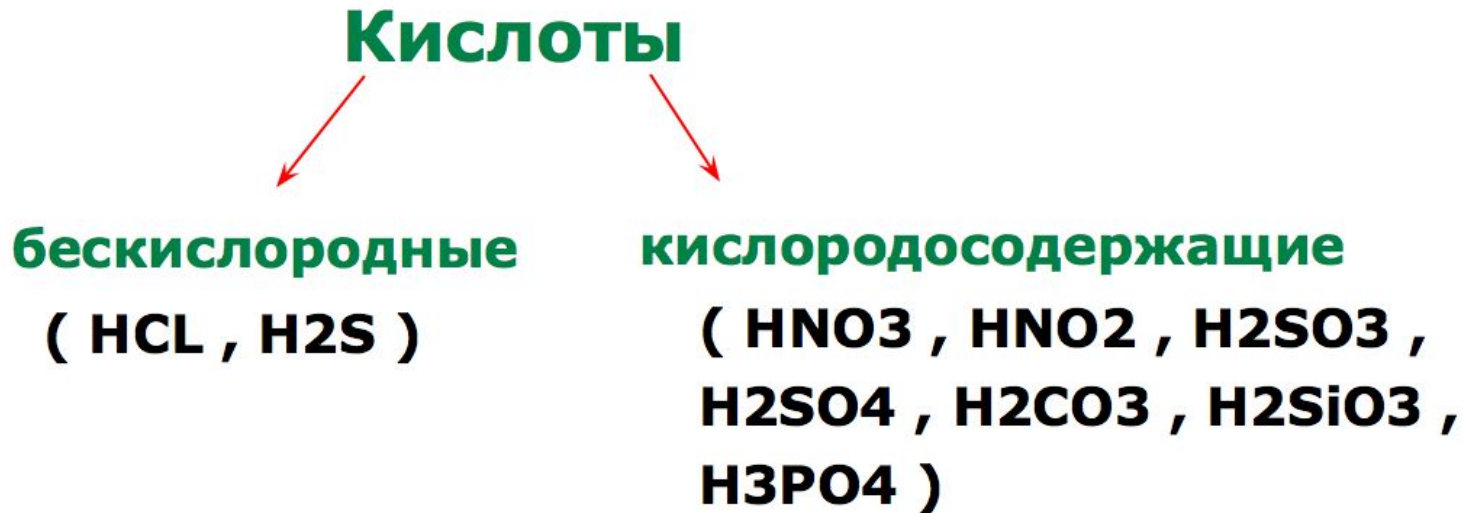 Кислоты
бескислородные
( HCL , H2S )
кислородосодержащие
( HNO3 , HNO2 , H2SO3 ,
H2SO4 , H2CO3 , H2SiO3 ,
H3PO4 )